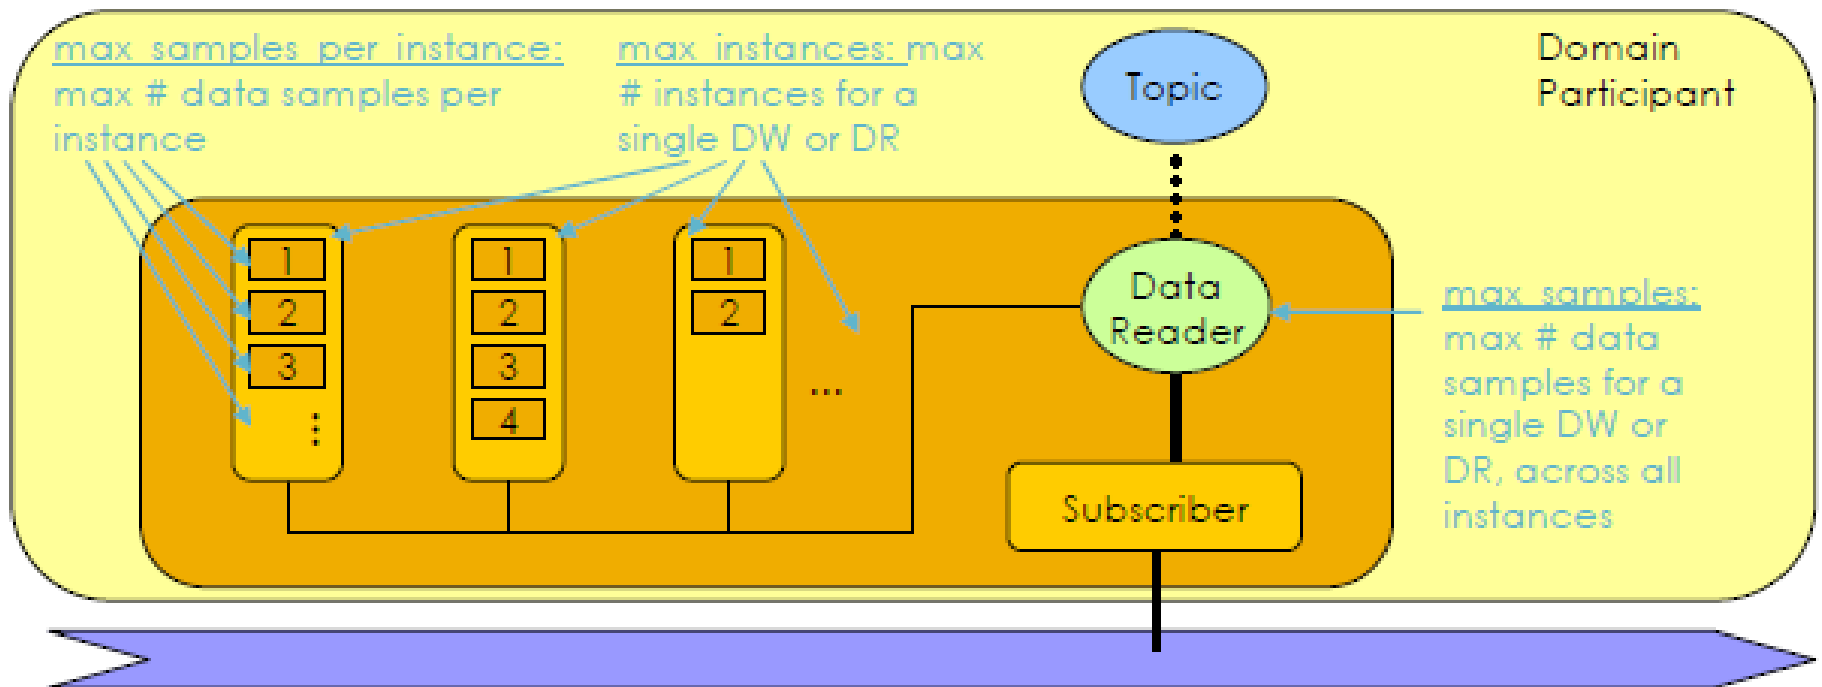 max_samples_per_instance:
max # data samples per
instance
max_instances: max
# instances for a
single DW or DR
Topic
Domain
Participant
1
2
3
⋮
1
2
3
4
1
2
...
Data
Reader
Subscriber
max_samples:
max # data
samples for a
single DW or
DR, across all
instances